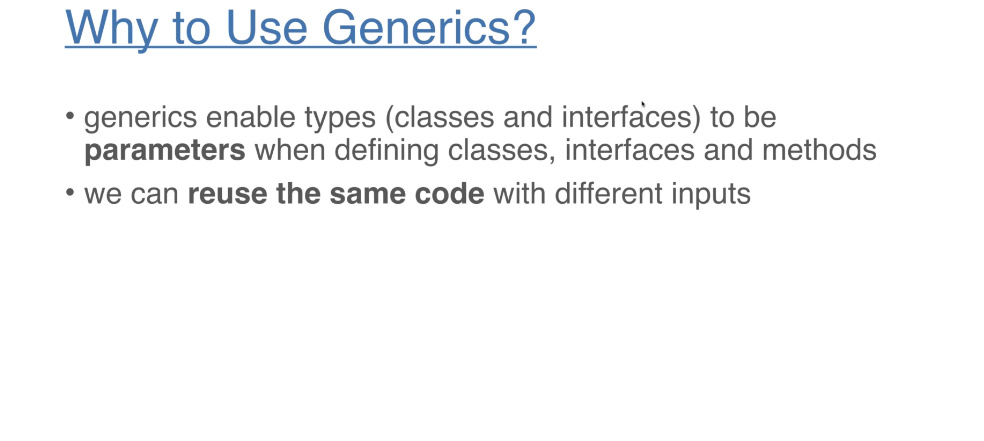 Why to Use Generics?
• generics enable types (classes and interfaces) to be
parameters when defining classes, interfaces and methods
• we can reuse the same code with different inputs